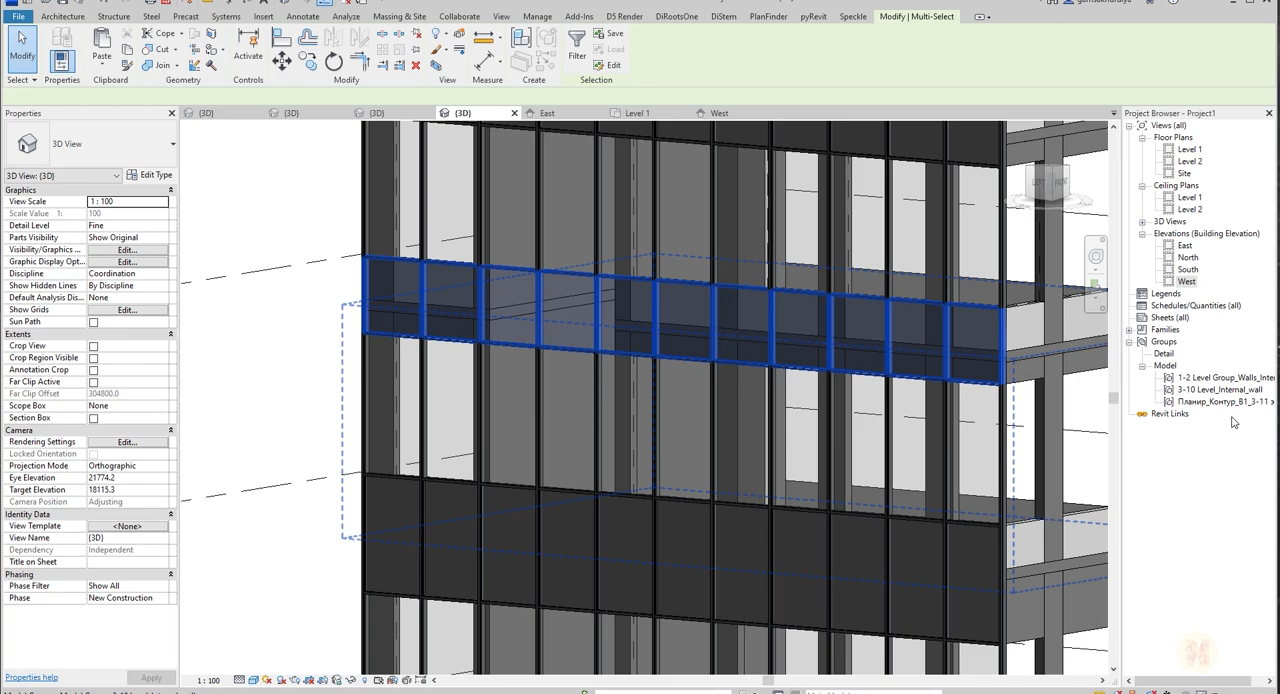 File Architecture Structure Steel Precast Systems Insert Annotate Analyze Massing & Site Collaborate View Manage Add-Ins D5 Render DiRootsOne DiStem PlanFinder pyRevit Speckle Modify | Multi-Select
Modify Paste Cope Cut Join Activate Filter Save Load Edit
Select Properties Clipboard Geometry Controls Modify View Measure Create Selection
Properties
{3D} {3D} {3D} {3D} East Level 1 West
Project Browser - Project1
3D View
3D View: {3D} Edit Type
Graphics
View Scale 1 : 100
Scale Value 1: 100
Detail Level Fine
Parts Visibility Show Original
Visibility/Graphics ... Edit...
Graphic Display Opt... Edit...
Discipline Coordination
Show Hidden Lines By Discipline
Default Analysis Dis... None
Show Grids Edit...
Sun Path
Extents
Crop View
Crop Region Visible
Annotation Crop
Far Clip Active
Far Clip Offset 304800.0
Scope Box None
Section Box
Camera
Rendering Settings Edit...
Locked Orientation
Projection Mode Orthographic
Eye Elevation 21774.2
Target Elevation 18115.3
Camera Position Adjusting
Identity Data
View Template <None>
View Name {3D}
Dependency Independent
Title on Sheet
Phasing
Phase Filter Show All
Phase New Construction
Properties help Apply
LEFT FRONT
Views (all)
Floor Plans
Level 1
Level 2
Site
Ceiling Plans
Level 1
Level 2
3D Views
Elevations (Building Elevation)
East
North
South
West
Legends
Schedules/Quantities (all)
Sheets (all)
Families
Groups
Detail
Model
1-2 Level Group_Walls_Inte
3-10 Level_Internal_wall
Планир_Контур_В1_3-11 э
Revit Links
1 : 100